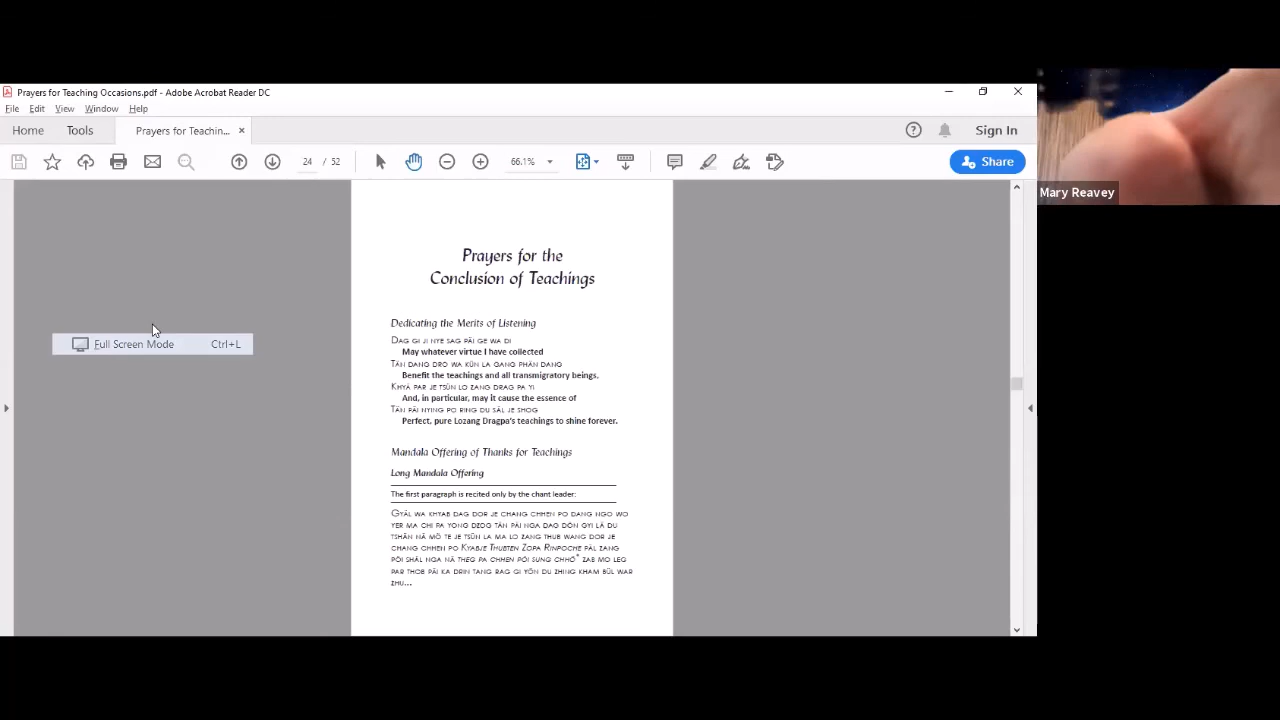 Prayers for Teaching Occasions.pdf - Adobe Acrobat Reader DC
File Edit View Window Help
Home Tools Prayers for Teachin... × Sign In
24 / 52 66.1% Share
Prayers for the
Conclusion of Teachings
Dedicating the Merits of Listening
DAG GI JI NYE SAG PÄI GE WA DI
May whatever virtue I have collected
TÄN DANG DRO WA KÜN LA GANG PHÄN DANG
Benefit the teachings and all transmigratory beings,
KHYÄ PAR JE TSÜN LO ZANG DRAG PA YI
And, in particular, may it cause the essence of
TÄN PÄI NYING PO RING DU SÄL JE SHOG
Perfect, pure Lozang Dragpa's teachings to shine forever.
Mandala Offering of Thanks for Teachings
Long Mandala Offering
The first paragraph is recited only by the chant leader:
GYÄL WA KHYAB DAG DOR JE CHANG CHHEN PO DANG NGO WO
YER MA CHI PA YONG DZOG TÄN PÄI NGA DAG DÖN GYI LÄ DU
TSHÄN NÄ MÖ TE JE TSÜN LA MA LO ZANG THUB WANG DOR JE
CHANG CHHEN PO KYABJE THUBTEN ZOPA RINPOCHE PÄL ZANG
PÖI SHÄL NGA NÄ THEG PA CHHEN PÖI SUNG CHHÖ* ZAB MO LEG
PAR THOB PÄI KA DRIN TANG RAG GI YÖN DU ZHING KHAM BÜL WAR
ZHU...
Full Screen Mode Ctrl+L
Mary Reavey